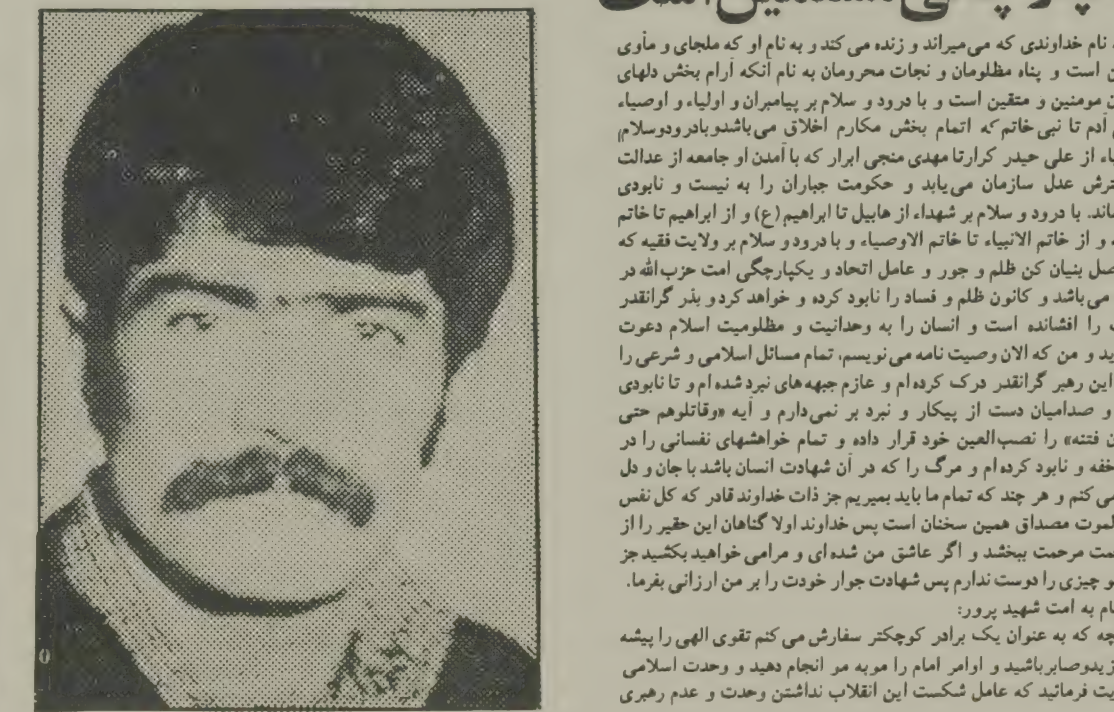 نام خداوندی که می‌میراند و زنده می‌کند و به نام او که ملجای و مأوی
است و پناه مظلومان و نجات محرومان به نام آنکه آرام بخش دلهای
مومنین و متقین است و با درود و سلام بر پیامبران و اولیاء و اوصیاء
آدم تا نبی خاتم که اتمام بخش مکارم اخلاق می‌باشد و با درود و سلام
از علی حیدر کرار تا مهدی منجی ابرار که با آمدن او جامعه از عدالت
عدل سازمان می‌یابد و حکومت جباران را به نیست و نابودی
با درود و سلام بر شهداء از هابیل تا ابراهیم (ع) و از ابراهیم تا خاتم
و از خاتم الانبیاء تا خاتم الاوصیاء و با درود و سلام بر ولایت فقیه که
بنیان کن ظلم و جور و عامل اتحاد و یکپارچگی امت حزب الله در
می‌باشد و کانون ظلم و فساد را نابود کرده و خواهد کرد و بذر گرانقدر
را افشانده است و انسان را به وحدانیت و مظلومیت اسلام دعوت
و من که الان وصیت نامه می‌نویسم، تمام مسائل اسلامی و شرعی را
این رهبر گرانقدر درک کرده‌ام و عازم جبهه‌های نبرد شده‌ام و تا نابودی
و صدامیان دست از پیکار و نبرد بر نمی‌دارم و آیه «وقاتلوهم حتی
فتنه» را نصب‌العین خود قرار داده و تمام خواهشهای نفسانی را در
خفه و نابود کرده‌ام و مرگ را که در آن شهادت انسان باشد با جان و دل
می‌کنم و هر چند که تمام ما باید بمیریم جز ذات خداوند قادر که کل نفس
مصداق همین سخنان است پس خداوند اولا گناهان این حقیر را از
مرحمت ببخشد و اگر عاشق من شده‌ای و مرا می‌خواهید بکشید جز
چیزی را دوست ندارم پس شهادت جوار خودت را بر من ارزانی بفرما.
به امت شهید پرور:
که به عنوان یک برادر کوچکتر سفارش می‌کنم تقوی الهی را پیشه
و صابر باشید و اوامر امام را مو به مو انجام دهید و وحدت اسلامی
فرمائید که عامل شکست این انقلاب نداشتن وحدت و عدم رهبری